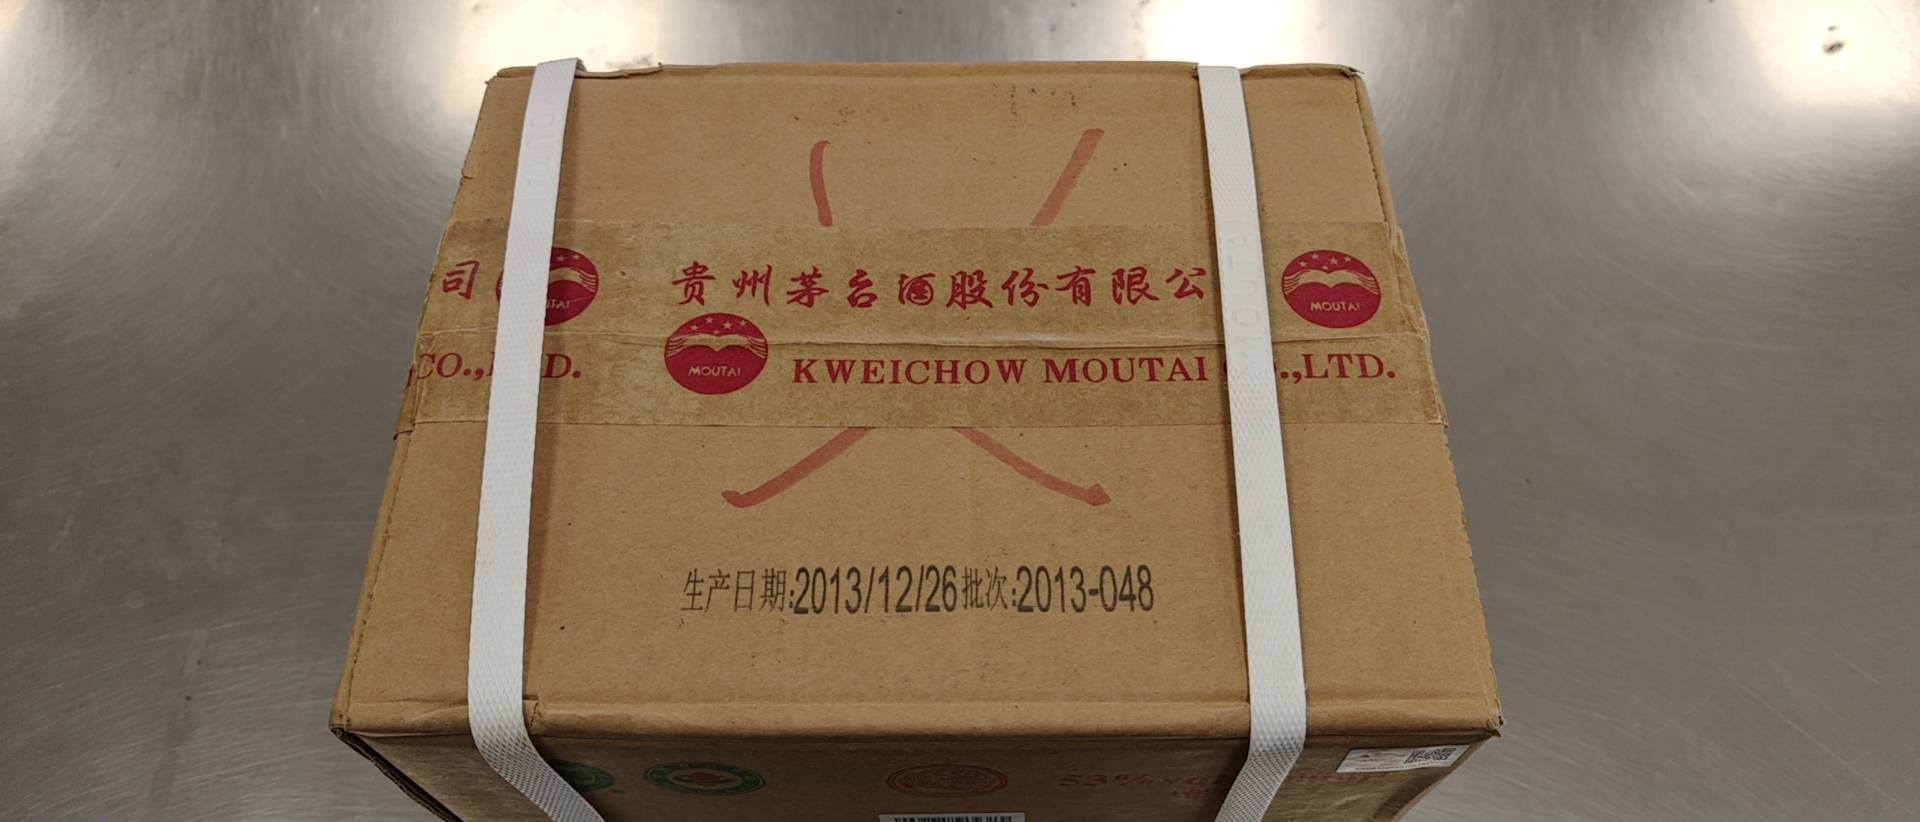 司 贵州茅台酒股份有限公
MOUTAI
MOUTAI
CO., D. KWEICHOW MOUTAI .,LTD.
生产日期:2013/12/26批次:2013-048
53%